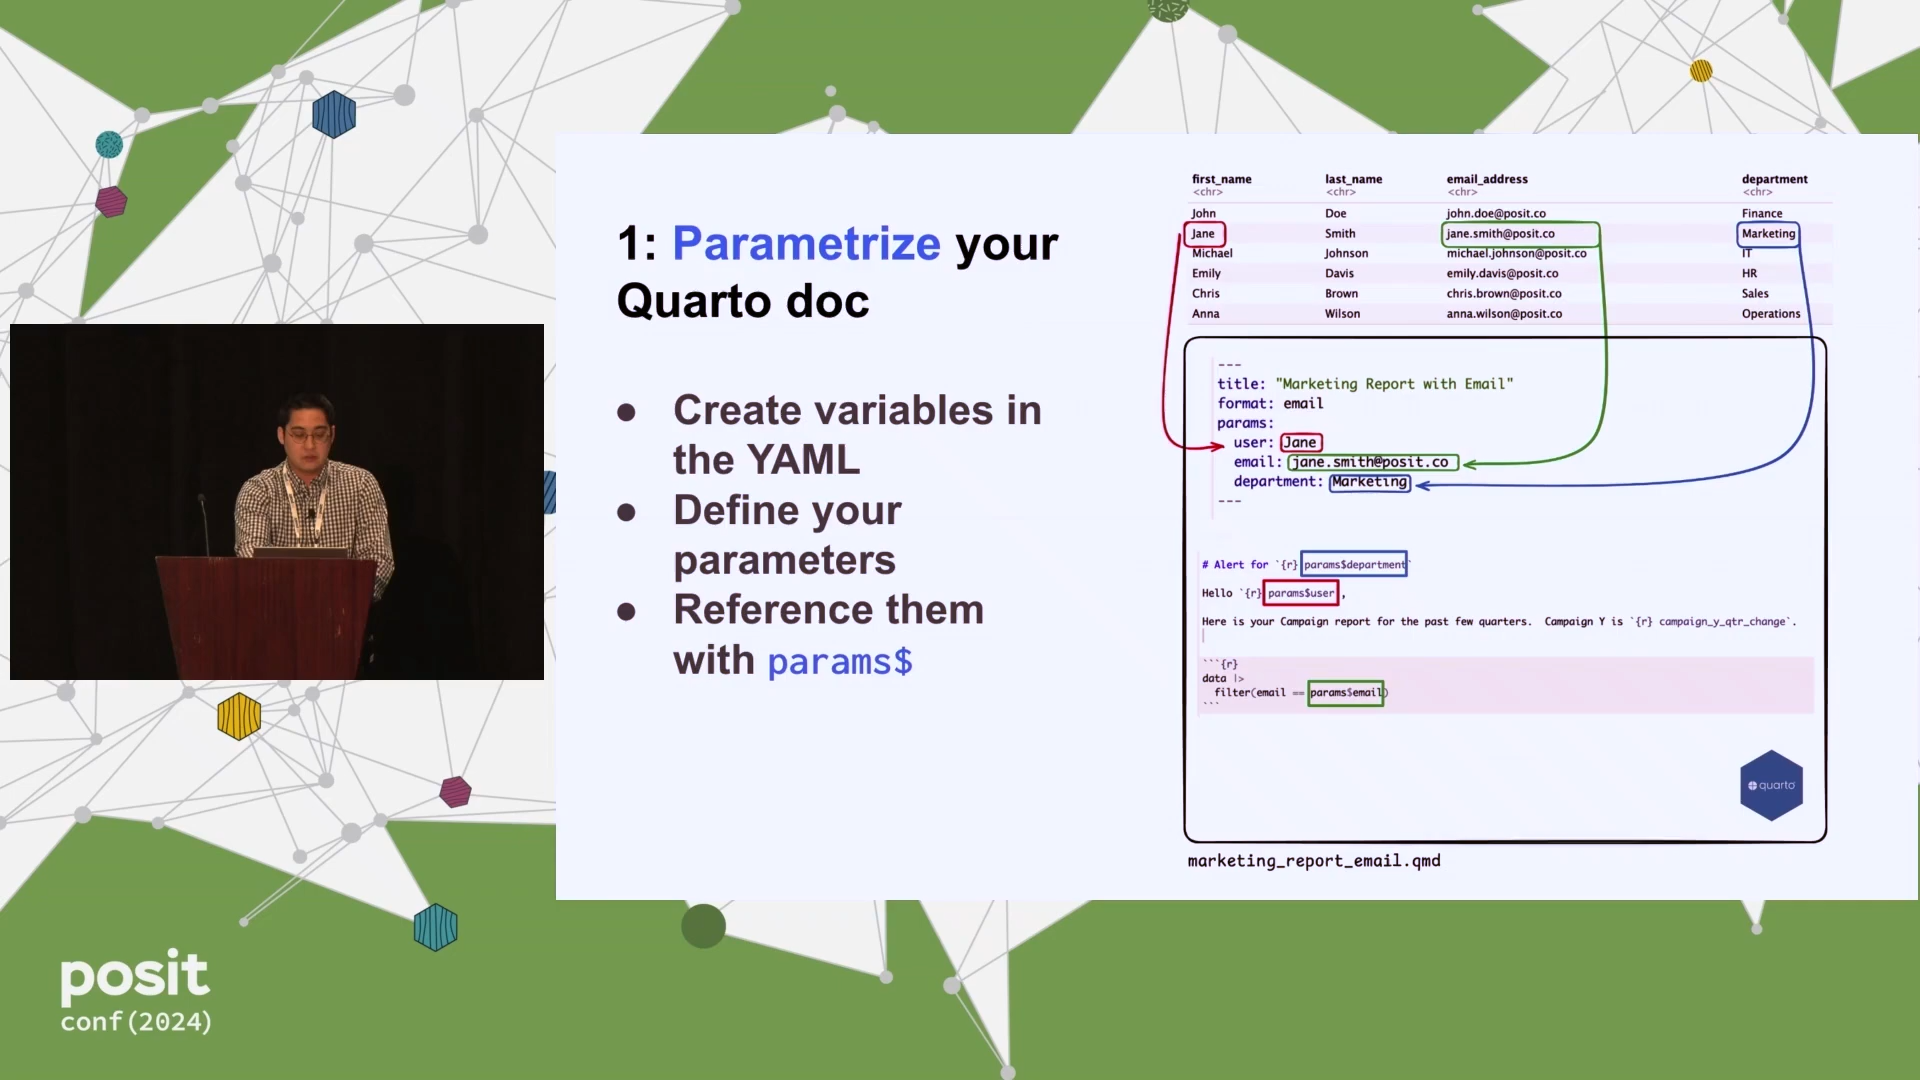 1: Parametrize your
Quarto doc
● Create variables in
the YAML
● Define your
parameters
● Reference them
with params$
first_name last_name email_address department
<chr> <chr> <chr> <chr>
John Doe john.doe@posit.co Finance
Jane Smith jane.smith@posit.co Marketing
Michael Johnson michael.johnson@posit.co IT
Emily Davis emily.davis@posit.co HR
Chris Brown chris.brown@posit.co Sales
Anna Wilson anna.wilson@posit.co Operations
---
title: "Marketing Report with Email"
format: email
params:
user: Jane
email: jane.smith@posit.co
department: Marketing
---
# Alert for `{r} params$department`
Hello `{r} params$user`,
Here is your Campaign report for the past few quarters. Campaign Y is `{r} campaign_y_qtr_change`.
```{r}
data |>
filter(email == params$email)
```
quarto
marketing_report_email.qmd
posit
conf(2024)